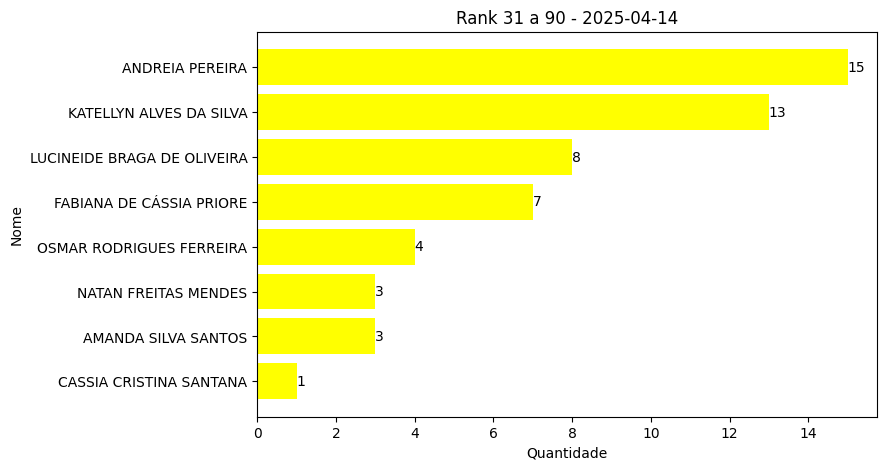 Rank 31 a 90 - 2025-04-14
Nome
ANDREIA PEREIRA 15
KATELLYN ALVES DA SILVA 13
LUCINEIDE BRAGA DE OLIVEIRA 8
FABIANA DE CÁSSIA PRIORE 7
OSMAR RODRIGUES FERREIRA 4
NATAN FREITAS MENDES 3
AMANDA SILVA SANTOS 3
CASSIA CRISTINA SANTANA 1
0 2 4 6 8 10 12 14
Quantidade